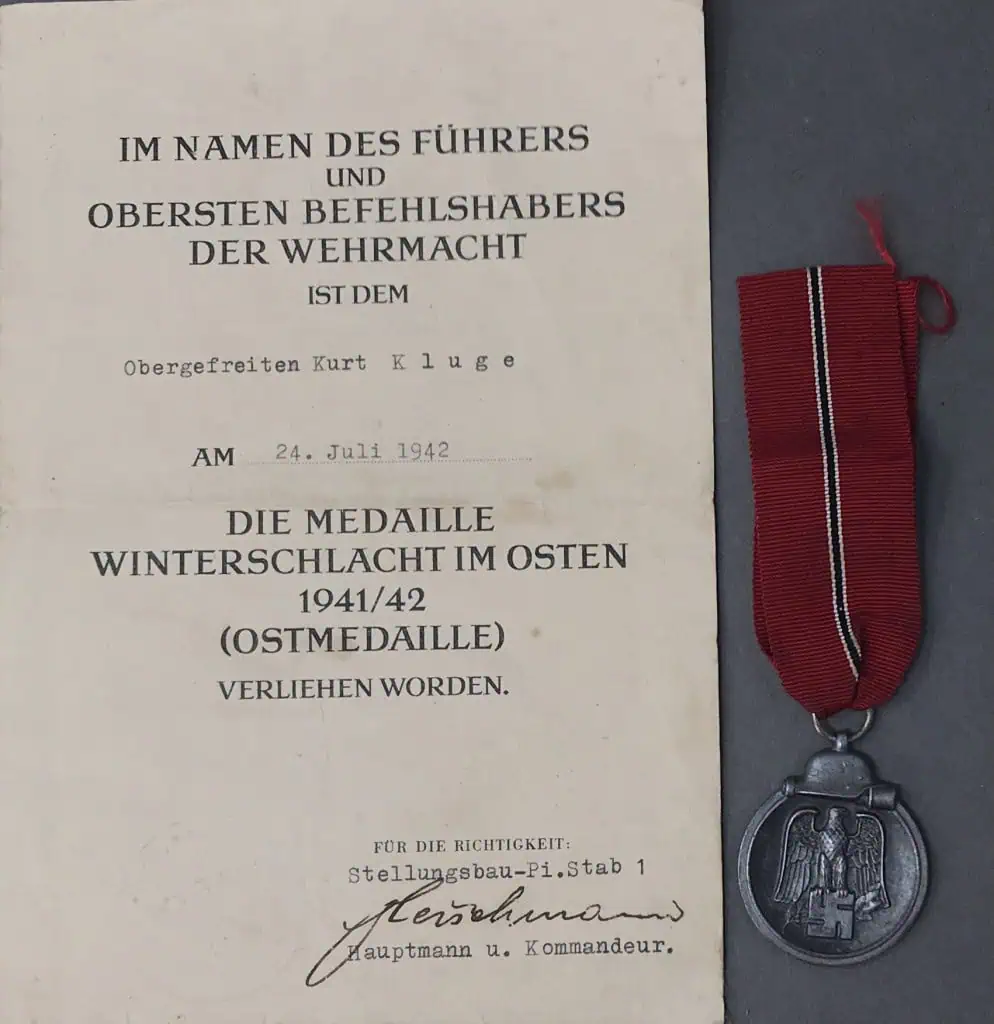 IM NAMEN DES FÜHRERS
UND
OBERSTEN BEFEHLSHABERS
DER WEHRMACHT
IST DEM
Obergefreiten Kurt K l u g e
AM 24. Juli 1942
DIE MEDAILLE
WINTERSCHLACHT IM OSTEN
1941/42
(OSTMEDAILLE)
VERLIEHEN WORDEN.
FÜR DIE RICHTIGKEIT:
Stellungsbau-Pi.Stab 1
Hauptmann u. Kommandeur.